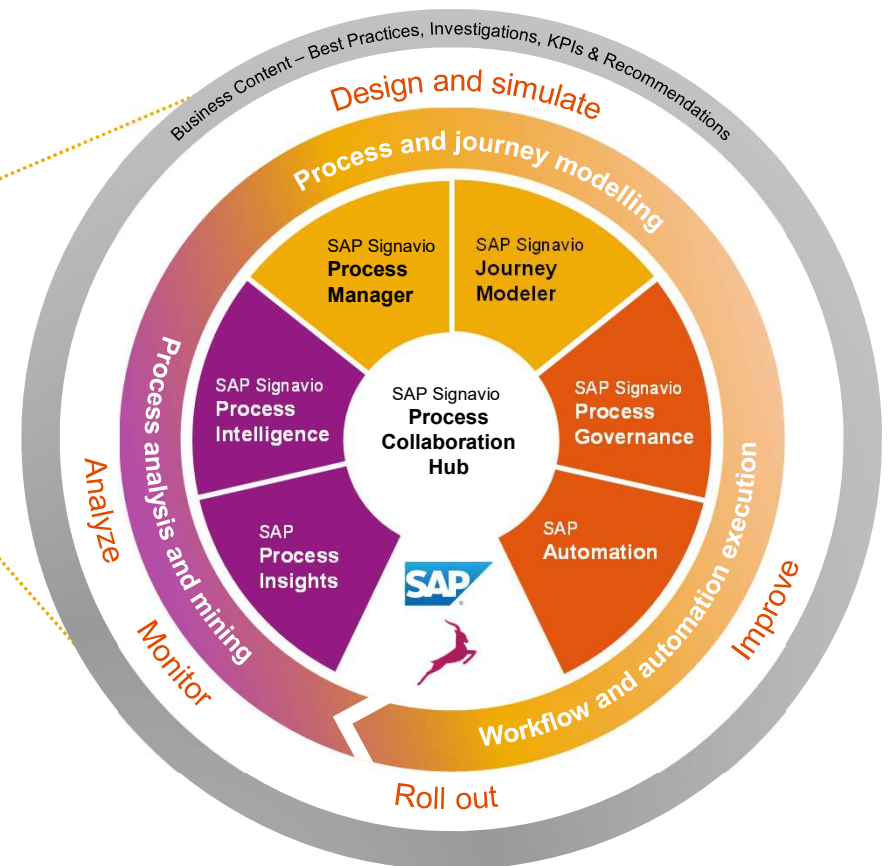 Business Content – Best Practices, Investigations, KPIs & Recommendations
Design and simulate
Process and journey modelling
SAP Signavio
Process
Manager
SAP Signavio
Journey
Modeler
SAP Signavio
Process
Intelligence
SAP Signavio
Process
Collaboration
Hub
SAP Signavio
Process
Governance
SAP
Process
Insights
SAP
Automation
SAP
®
Process analysis and mining
Workflow and automation execution
Analyze
Monitor
Improve
Roll out